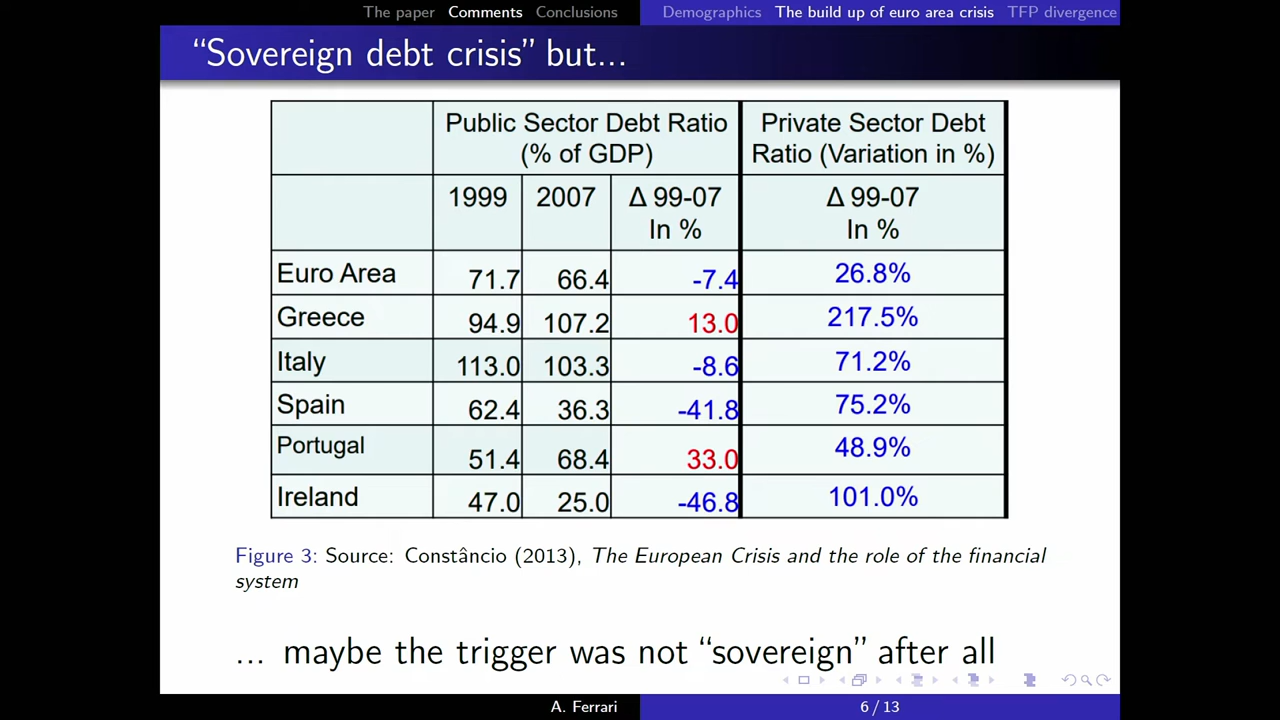 The paper Comments Conclusions Demographics The build up of euro area crisis TFP divergence
“Sovereign debt crisis” but...
Public Sector Debt Ratio (% of GDP) Private Sector Debt Ratio (Variation in %)
1999 2007 Δ 99-07 In % Δ 99-07 In %
Euro Area 71.7 66.4 -7.4 26.8%
Greece 94.9 107.2 13.0 217.5%
Italy 113.0 103.3 -8.6 71.2%
Spain 62.4 36.3 -41.8 75.2%
Portugal 51.4 68.4 33.0 48.9%
Ireland 47.0 25.0 -46.8 101.0%
Figure 3: Source: Constâncio (2013), The European Crisis and the role of the financial
system
... maybe the trigger was not “sovereign” after all
A. Ferrari 6 / 13